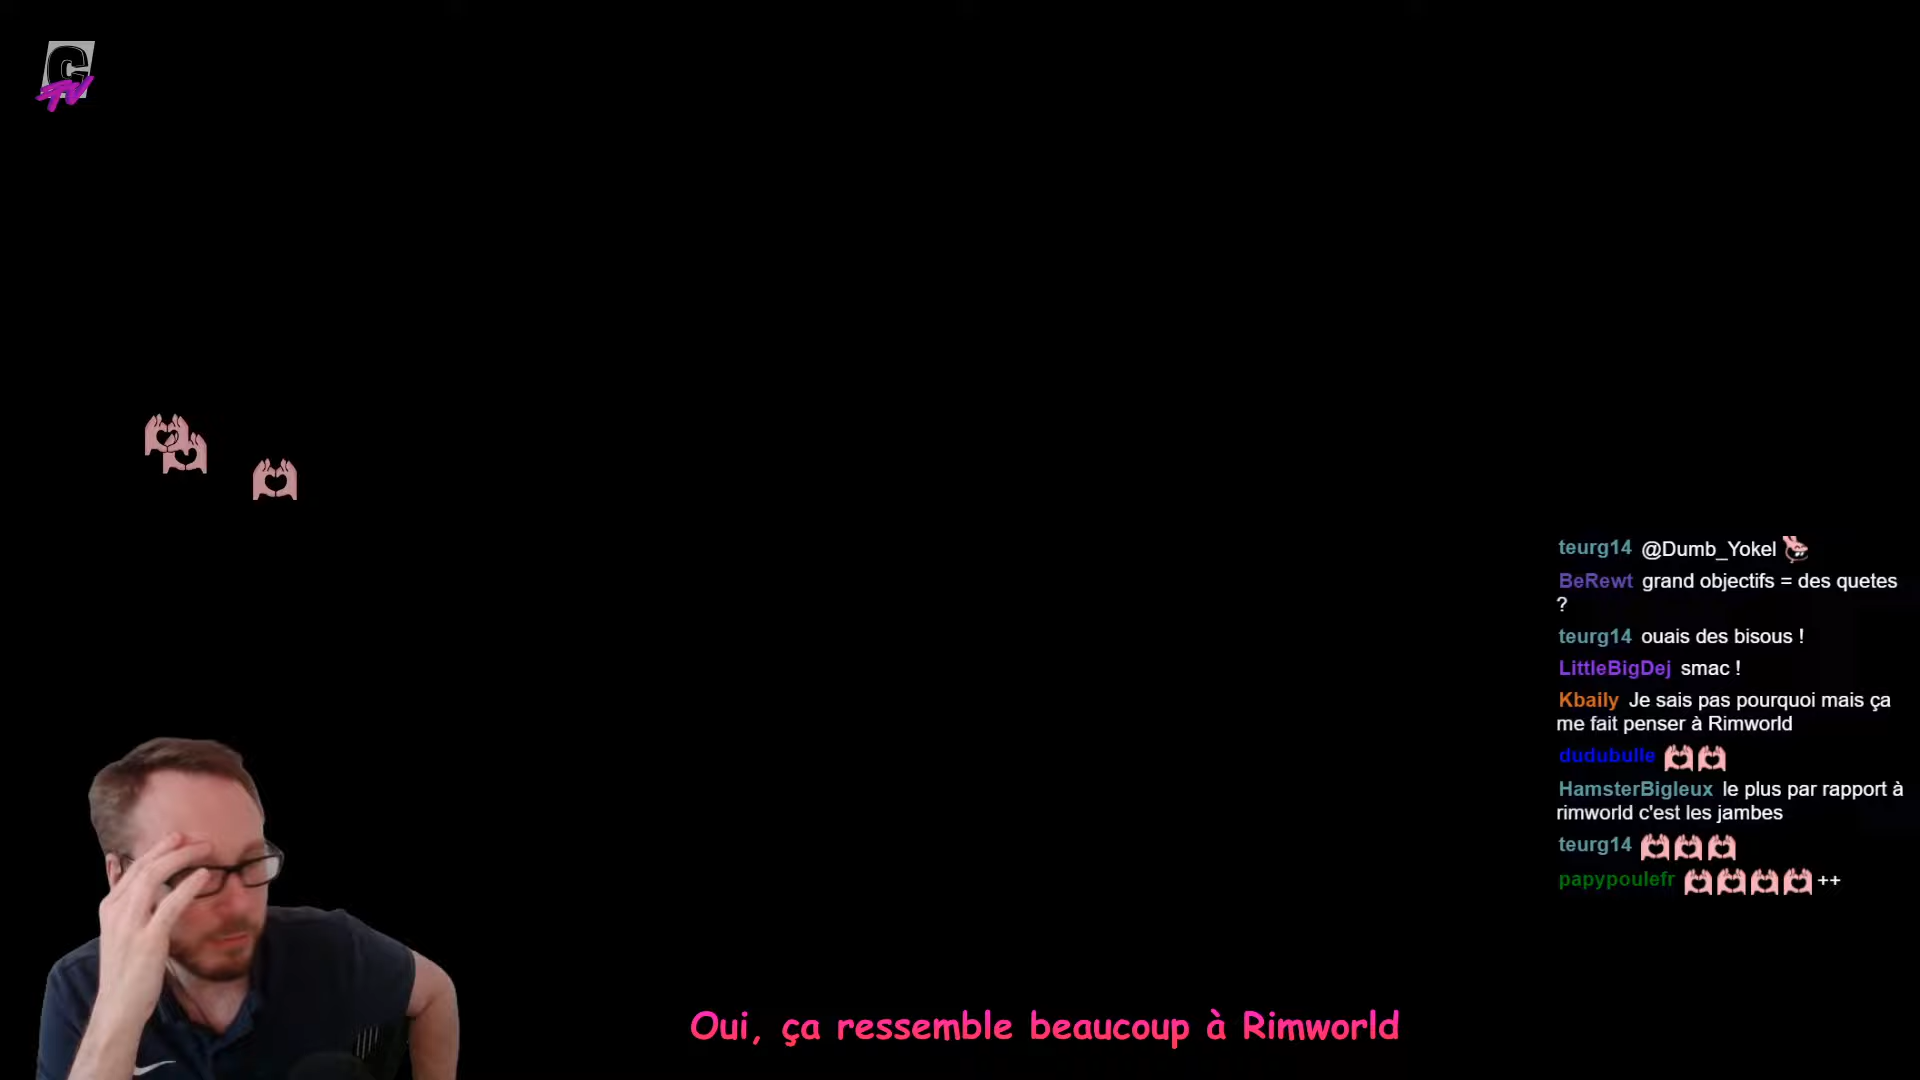 C
TV
teurg14 @Dumb_Yokel
BeRewt grand objectifs = des quetes
?
teurg14 ouais des bisous !
LittleBigDej smac !
Kbaily Je sais pas pourquoi mais ça
me fait penser à Rimworld
dudubulle
HamsterBigleux le plus par rapport à
rimworld c'est les jambes
teurg14
papypoulefr ++
Oui, ça ressemble beaucoup à Rimworld